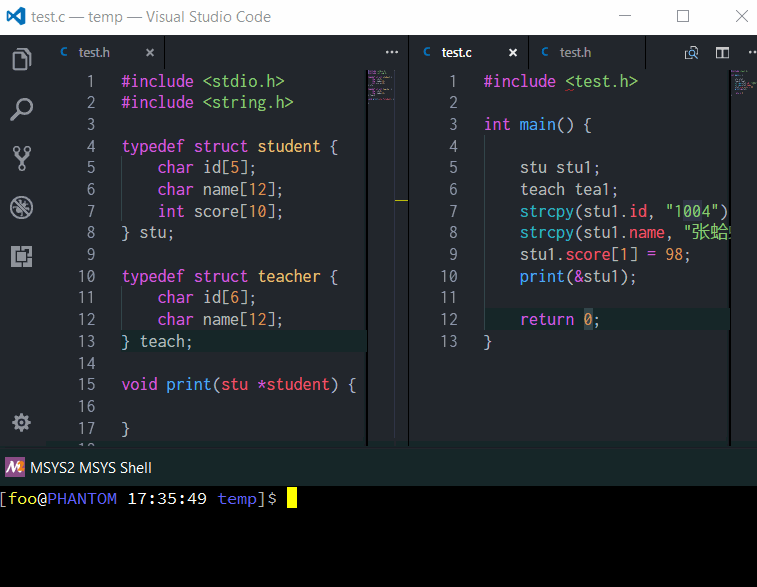 test.c — temp — Visual Studio Code
test.h
1 #include <stdio.h>
2 #include <string.h>
3
4 typedef struct student {
5 char id[5];
6 char name[12];
7 int score[10];
8 } stu;
9
10 typedef struct teacher {
11 char id[6];
12 char name[12];
13 } teach;
14
15 void print(stu *student) {
16
17 }
test.c
test.h
1 #include <test.h>
2
3 int main() {
4
5 stu stu1;
6 teach tea1;
7 strcpy(stu1.id, "1004")
8 strcpy(stu1.name, "张蛤
9 stu1.score[1] = 98;
10 print(&stu1);
11
12 return 0;
13 }
MSYS2 MSYS Shell
[foo@PHANTOM 17:35:49 temp]$